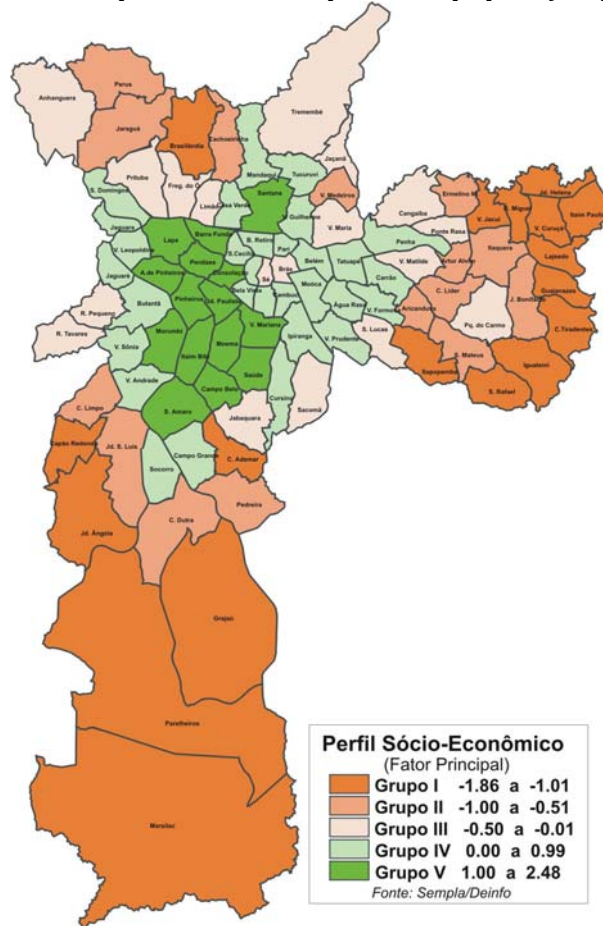 Perus
Anhanguera
Jaraguá
Brasilândia
Cachoeirinha
Tremembé
Jaçanã
Mandaqui
Tucuruvi
Pirituba
Freg. do Ó
Limão
Casa Verde
Santana
V. Medeiros
V. Guilherme
V. Maria
S. Domingos
Jaguara
V. Leopoldina
Lapa
Barra Funda
B. Retiro
Pari
S.Cecília
Perdizes
Consolação
Sé
Brás
Belém
Tatuapé
Carrão
Penha
Cangaíba
Ponte Rasa
V. Matilde
Ermelino M.
V. Jacuí
S. Miguel
Jd. Helena
V. Curuçá
Itaim Paulista
Lajeado
Itaquera
Artur Alvim
Guaianazes
C. Líder
J. Bonifácio
C.Tiradentes
Aricanduva
Pq. do Carmo
Jaguaré
A.de Pinheiros
Bela Vista
Cambuci
Moóca
Água Rasa
V. Formosa
Butantã
Pinheiros
Jd. Paulista
R. Pequeno
R. Tavares
Morumbi
V. Mariana
Ipiranga
V. Prudente
S. Lucas
V. Sônia
Itaim Bibi
Moema
Saúde
Sapopemba
S. Mateus
Iguatemi
S. Rafael
V. Andrade
Campo Belo
Cursino
Sacomã
S. Amaro
Jabaquara
C. Limpo
Capão Redondo
Jd. S. Luis
Socorro
Campo Grande
C. Ademar
Jd. Ângela
C. Dutra
Pedreira
Grajaú
Parelheiros
Marsilac
Perfil Sócio-Econômico
(Fator Principal)
Grupo I -1.86 a -1.01
Grupo II -1.00 a -0.51
Grupo III -0.50 a -0.01
Grupo IV 0.00 a 0.99
Grupo V 1.00 a 2.48
Fonte: Sempla/Deinfo